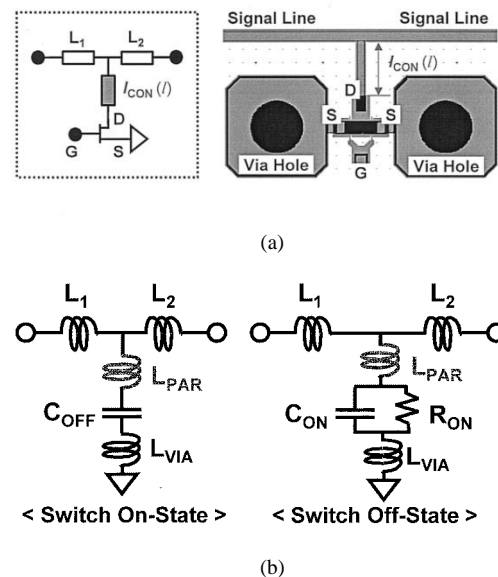 L1 L2
lCON (l)
D
G
S
Signal Line Signal Line
lCON (l)
D
S S
Via Hole Via Hole
G
(a)
L1 L2
LPAR
COFF
LVIA
< Switch On-State >
L1 L2
LPAR
CON RON
LVIA
< Switch Off-State >
(b)